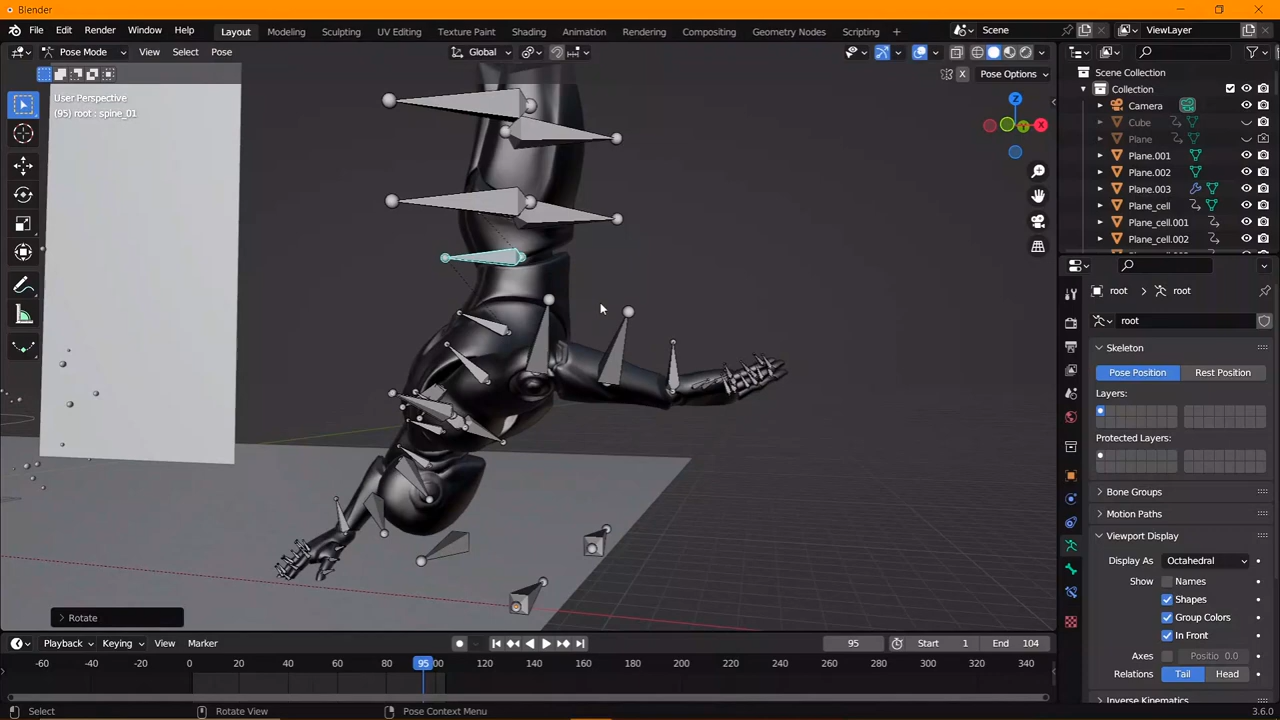 Blender
File Edit Render Window Help Layout Modeling Sculpting UV Editing Texture Paint Shading Animation Rendering Compositing Geometry Nodes Scripting + Scene ViewLayer
Pose Mode View Select Pose Global
X Pose Options
User Perspective
(95) root : spine_01
Z
X
Y
Scene Collection
Collection
Camera
Cube
Plane
Plane.001
Plane.002
Plane.003
Plane_cell
Plane_cell.001
Plane_cell.002
root root
root
Skeleton
Pose Position Rest Position
Layers:
Protected Layers:
Bone Groups
Motion Paths
Viewport Display
Display As Octahedral
Show Names
Shapes
Group Colors
In Front
Axes Positio 0.0
Relations Tail Head
Inverse Kinematics
Rotate
Playback Keying View Marker 95 Start 1 End 104
-60 -40 -20 0 20 40 60 80 95 100 120 140 160 180 200 220 240 260 280 300 320 340
Select Rotate View Pose Context Menu 3.6.0